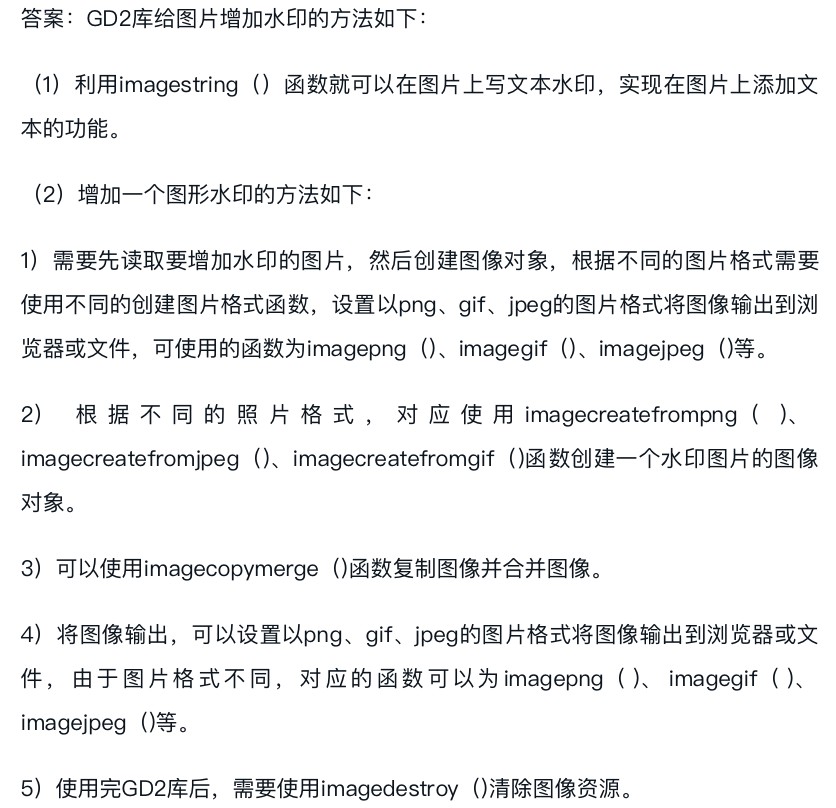 答案：GD2库给图片增加水印的方法如下：
（1）利用imagestring（）函数就可以在图片上写文本水印，实现在图片上添加文
本的功能。
（2）增加一个图形水印的方法如下：
1）需要先读取要增加水印的图片，然后创建图像对象，根据不同的图片格式需要
使用不同的创建图片格式函数，设置以png、gif、jpeg的图片格式将图像输出到浏
览器或文件，可使用的函数为imagepng（)、imagegif（)、imagejpeg（)等。
2） 根据不同的照片格式，对应使用imagecreatefrompng（ )、
imagecreatefromjpeg（)、imagecreatefromgif（)函数创建一个水印图片的图像
对象。
3）可以使用imagecopymerge（)函数复制图像并合并图像。
4）将图像输出，可以设置以png、gif、jpeg的图片格式将图像输出到浏览器或文
件，由于图片格式不同，对应的函数可以为imagepng（ )、 imagegif（ )、
imagejpeg（)等。
5）使用完GD2库后，需要使用imagedestroy（)清除图像资源。